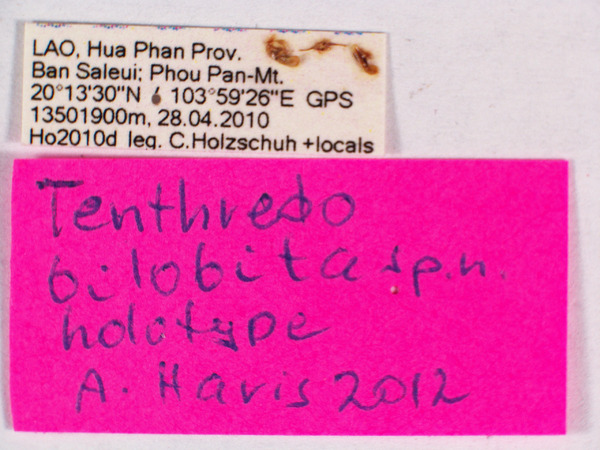 LAO, Hua Phan Prov.
Ban Saleui; Phou Pan-Mt.
20°13'30"N 103°59'26"E GPS
13501900m, 28.04.2010
Ho2010d leg. C.Holzschuh +locals
Tenthredo
bilobita sp.n.
holotype
A. Haris 2012